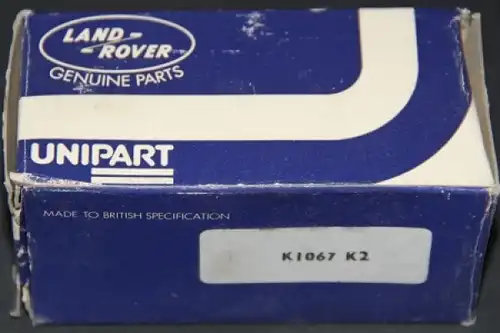 LAND
ROVER
GENUINE PARTS
UNIPART
MADE TO BRITISH SPECIFICATION
K1067 K2